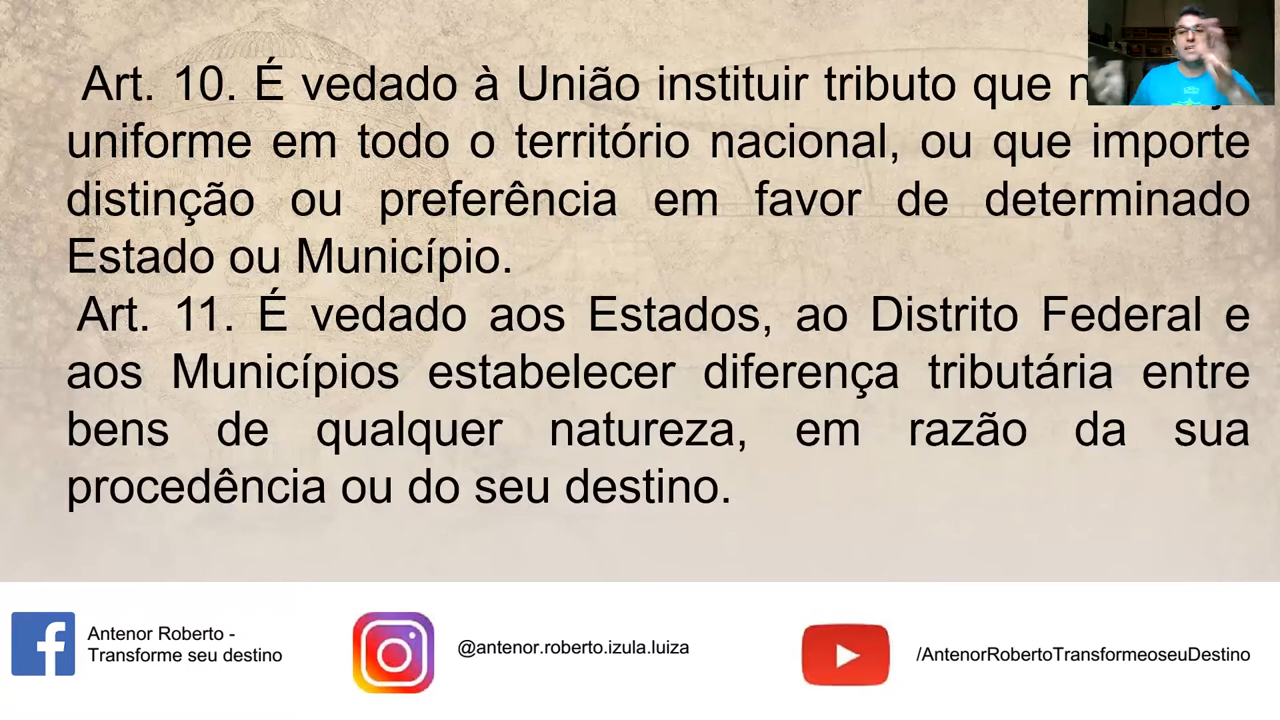 Art. 10. É vedado à União instituir tributo que
uniforme em todo o território nacional, ou que importe
distinção ou preferência em favor de determinado
Estado ou Município.
Art. 11. É vedado aos Estados, ao Distrito Federal e
aos Municípios estabelecer diferença tributária entre
bens de qualquer natureza, em razão da sua
procedência ou do seu destino.
Antenor Roberto -
Transforme seu destino
@antenor.roberto.izula.luiza
/AntenorRobertoTransformeoseuDestino